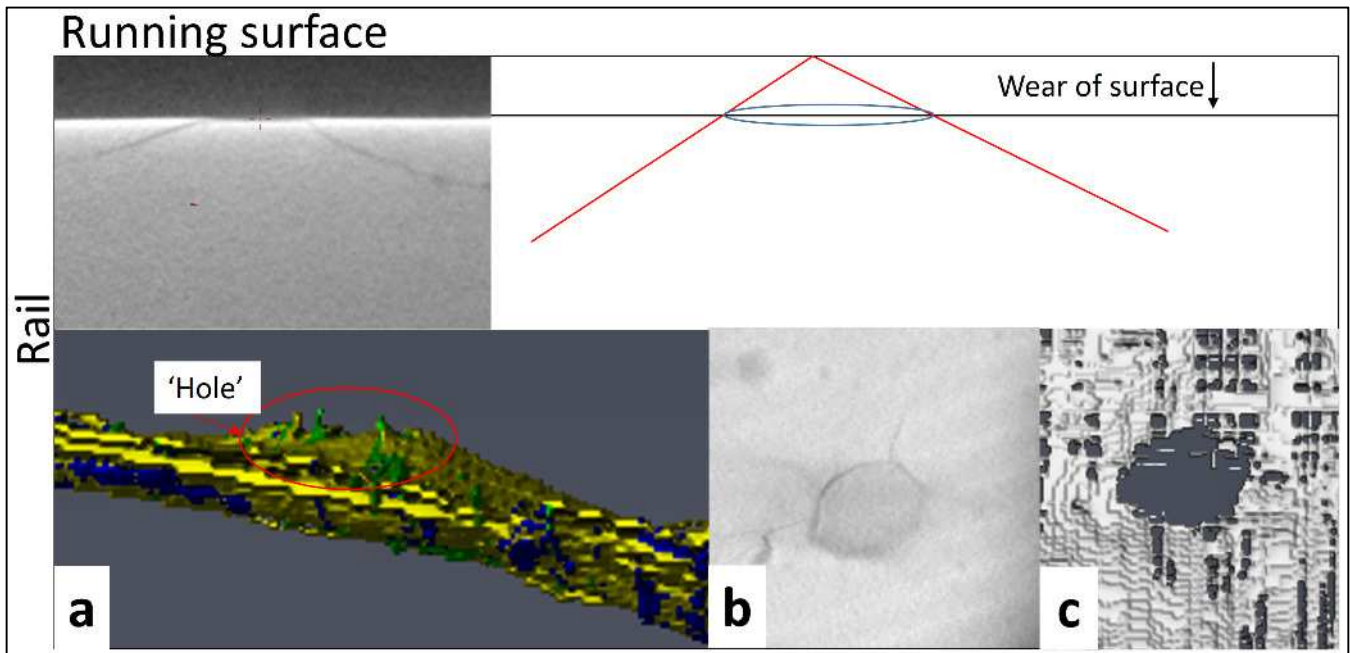 Running surface
Wear of surface
Rail
'Hole'
a
b
c